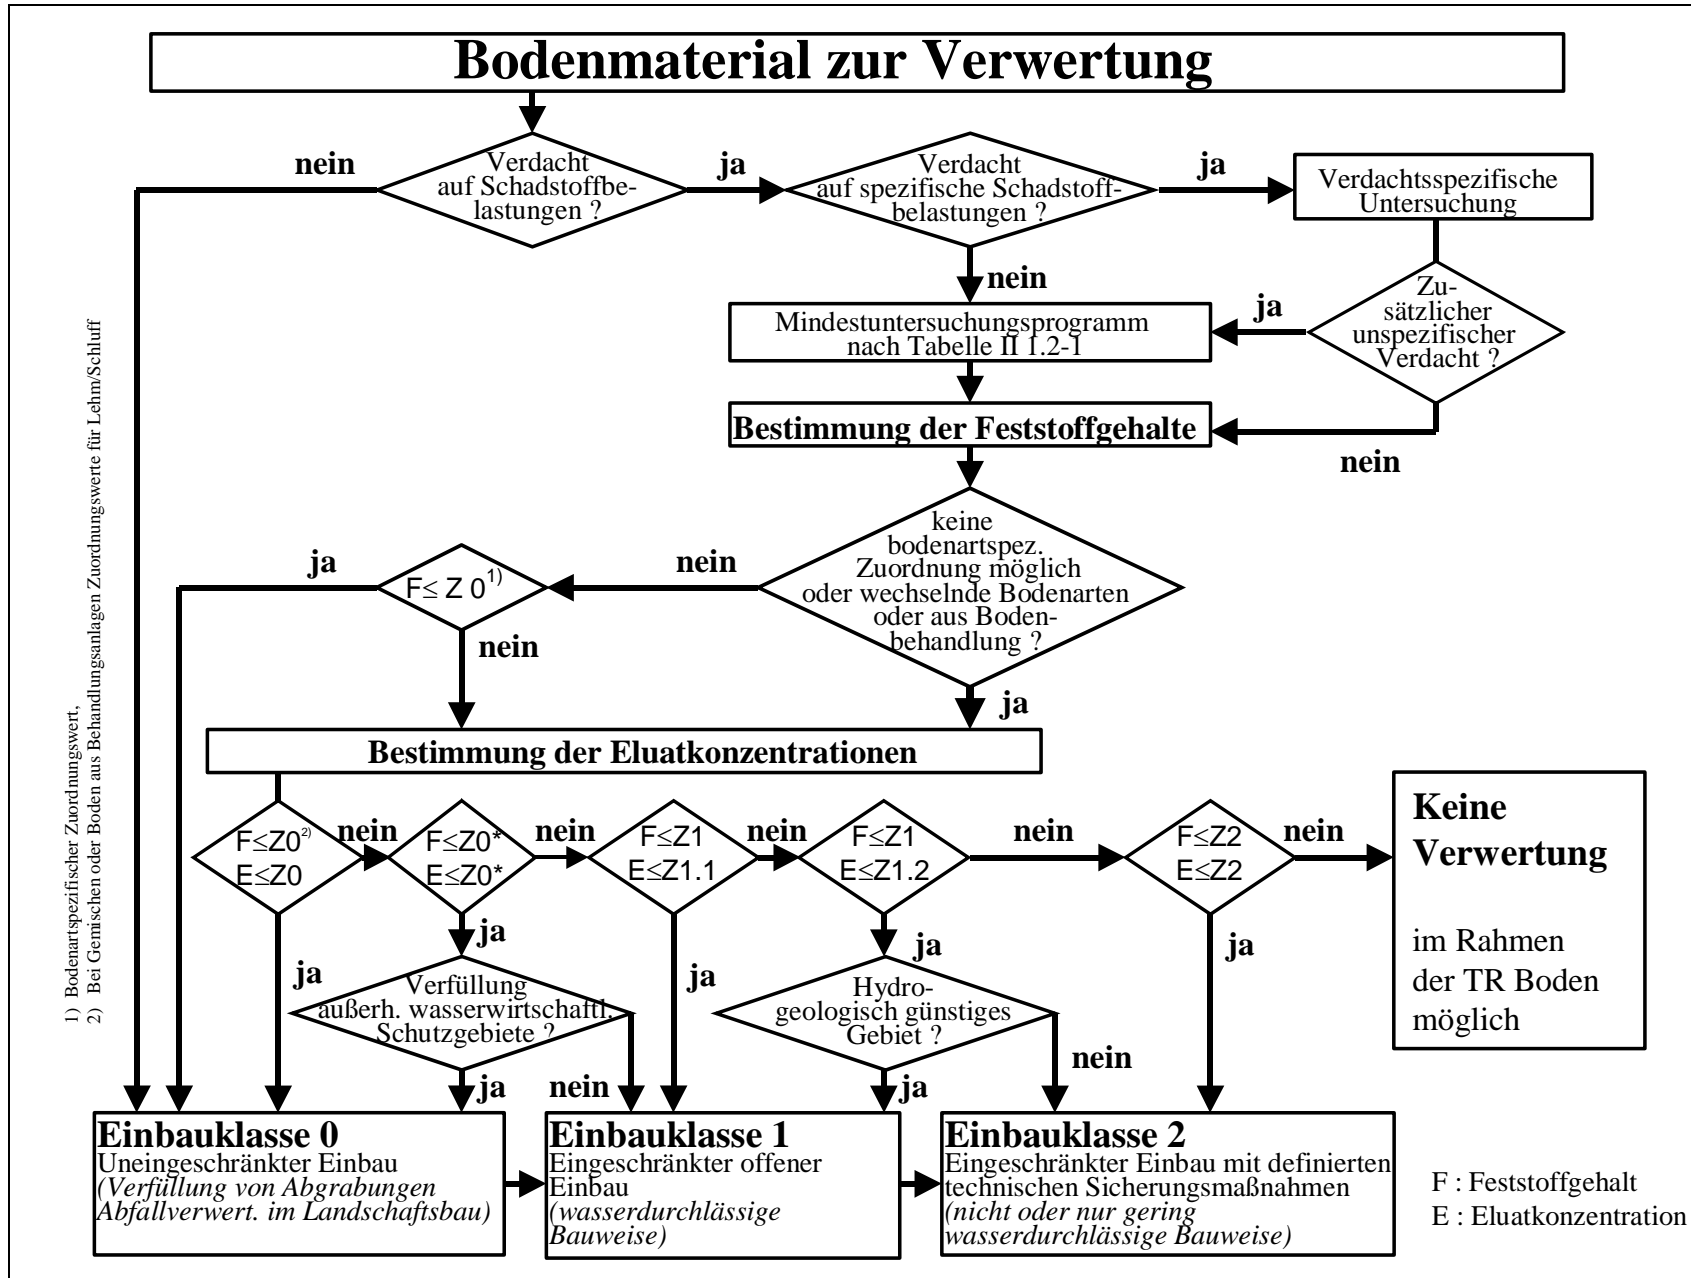 Bodenmaterial zur Verwertung
nein
Verdacht
auf Schadstoffbe-
lastungen ?
ja
Verdacht
auf spezifische Schadstoff-
belastungen ?
ja
Verdachtsspezifische
Untersuchung
nein
Mindestuntersuchungsprogramm
nach Tabelle II 1.2-1
ja
Zu-
sätzlicher
unspezifischer
Verdacht ?
Bestimmung der Feststoffgehalte
nein
keine
bodenartspez.
Zuordnung möglich
oder wechselnde Bodenarten
oder aus Boden-
behandlung ?
nein
ja
F≤ Z 0¹⁾
nein
ja
Bestimmung der Eluatkonzentrationen
F≤Z0²⁾
E≤Z0
nein
F≤Z0*
E≤Z0*
nein
F≤Z1
E≤Z1.1
nein
F≤Z1
E≤Z1.2
nein
F≤Z2
E≤Z2
nein
Keine
Verwertung
im Rahmen
der TR Boden
möglich
ja
ja
ja
ja
ja
Verfüllung
außerh. wasserwirtschaftl.
Schutzgebiete ?
Hydro-
geologisch günstiges
Gebiet ?
ja
nein
ja
nein
Einbauklasse 0
Uneingeschränkter Einbau
(Verfüllung von Abgrabungen
Abfallverwert. im Landschaftsbau)
Einbauklasse 1
Eingeschränkter offener
Einbau
(wasserdurchlässige
Bauweise)
Einbauklasse 2
Eingeschränkter Einbau mit definierten
technischen Sicherungsmaßnahmen
(nicht oder nur gering
wasserdurchlässige Bauweise)
F : Feststoffgehalt
E : Eluatkonzentration
1) Bodenartspezifischer Zuordnungswert,
2) Bei Gemischen oder Boden aus Behandlungsanlagen Zuordnungswerte für Lehm/Schluff